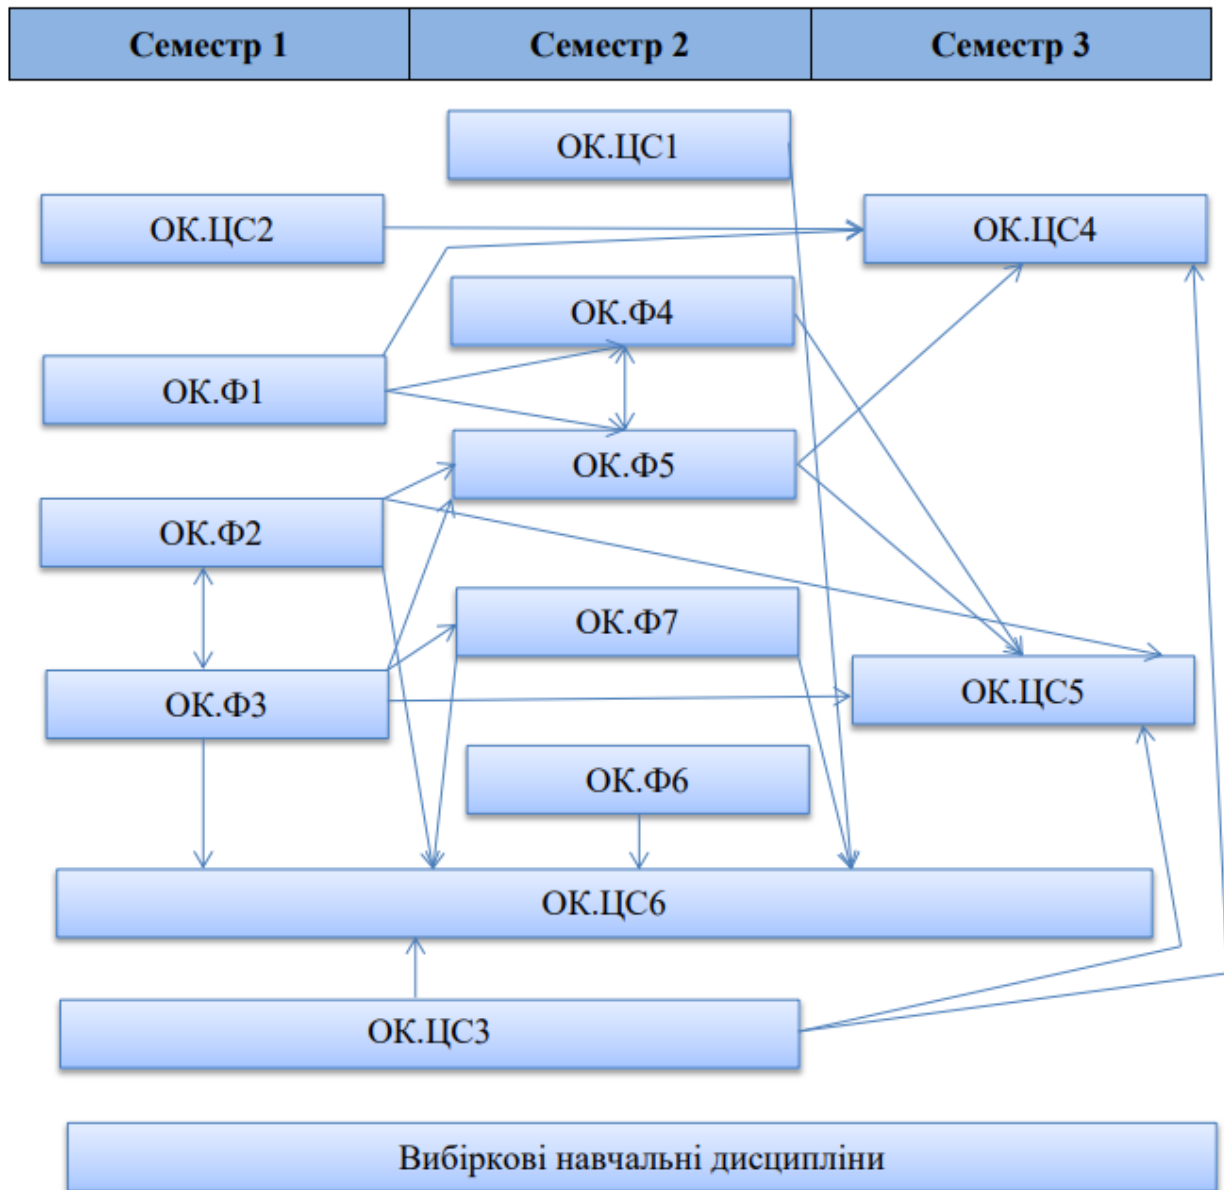 Семестр 1
Семестр 2
Семестр 3
ОК.ЦС1
ОК.ЦС2
ОК.ЦС4
ОК.Ф4
ОК.Ф1
ОК.Ф5
ОК.Ф2
ОК.Ф7
ОК.Ф3
ОК.ЦС5
ОК.Ф6
ОК.ЦС6
ОК.ЦС3
Вибіркові навчальні дисципліни